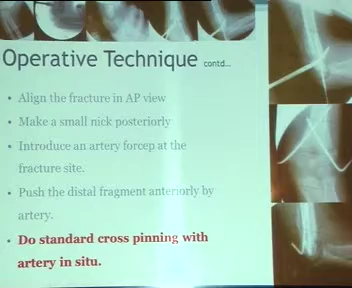 Operative Technique contd...
• Align the fracture in AP view
• Make a small nick posteriorly
• Introduce an artery forcep at the
fracture site.
• Push the distal fragment anteriorly by
artery.
• Do standard cross pinning with
artery in situ.